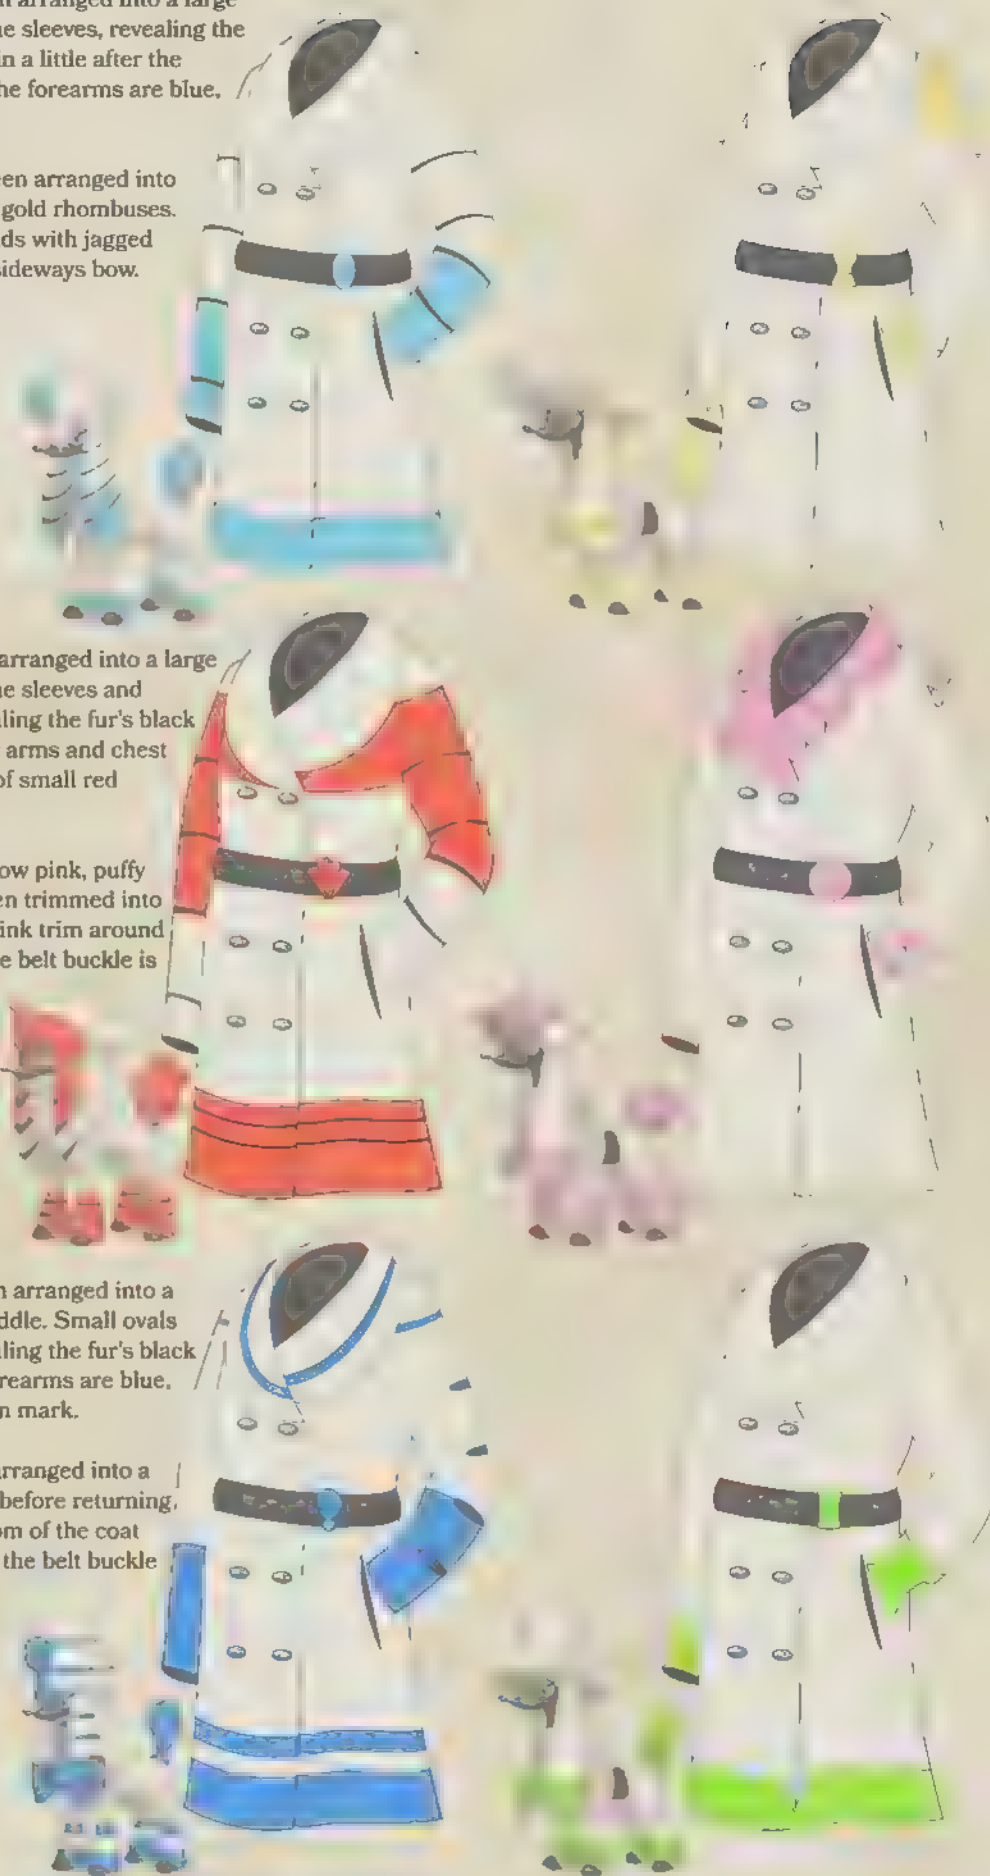 arranged into a large
sleeves, revealing the
in a little after the
he forearms are blue,
een arranged into
gold rhombuses.
ds with jagged
sideways bow.
arranged into a large
he sleeves and
ling the fur's black
arms and chest
of small red
ow pink, puffy
en trimmed into
ink trim around
e belt buckle is
n arranged into a
ddle. Small ovals
ling the fur's black
rearms are blue,
n mark.
rranged into a
before returning,
om of the coat
the belt buckle